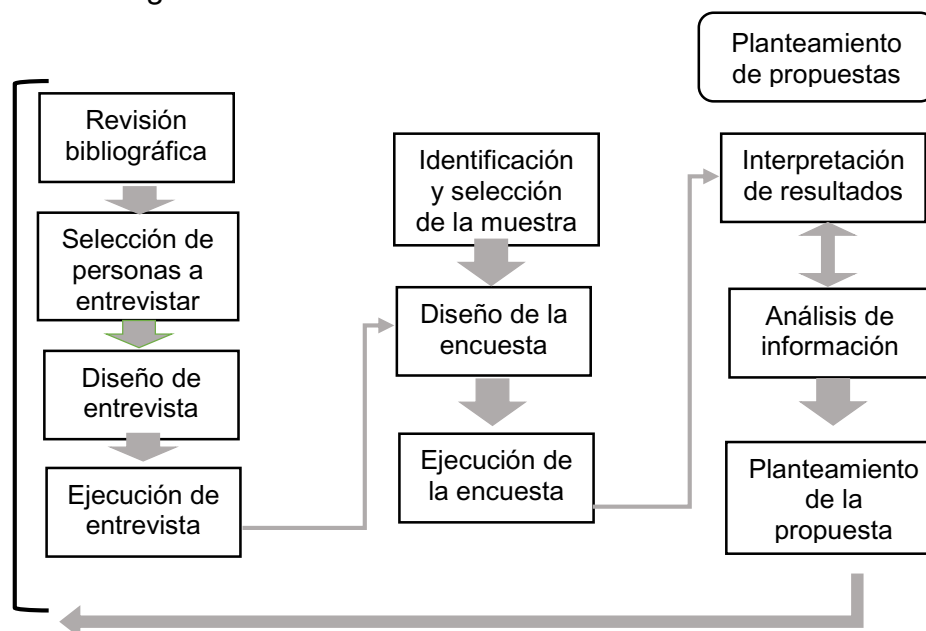 Planteamiento
de propuestas
Revisión
bibliográfica
Selección de
personas a
entrevistar
Diseño de
entrevista
Ejecución de
entrevista
Identificación
y selección
de la muestra
Diseño de la
encuesta
Ejecución de
la encuesta
Interpretación
de resultados
Análisis de
información
Planteamiento
de la
propuesta